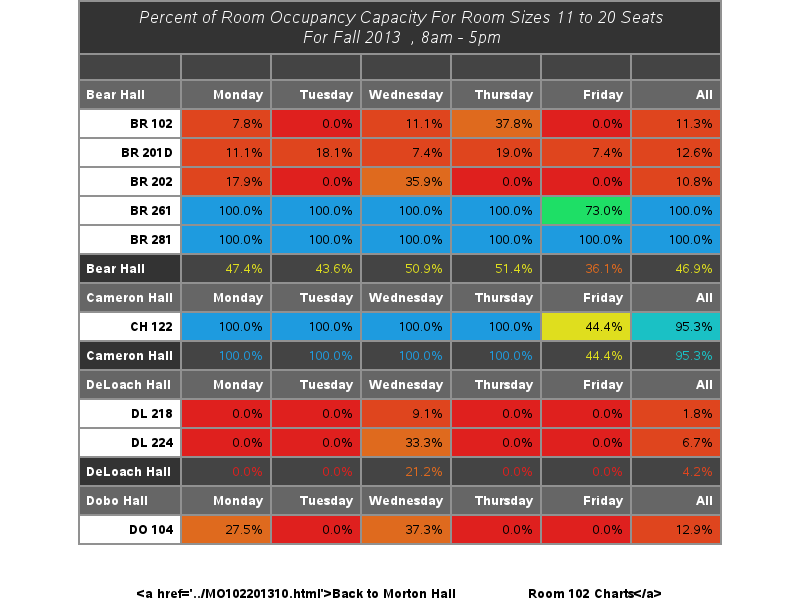 Percent of Room Occupancy Capacity For Room Sizes 11 to 20 Seats
For Fall 2013 , 8am - 5pm
Bear Hall Monday Tuesday Wednesday Thursday Friday All
BR 102 7.8% 0.0% 11.1% 37.8% 0.0% 11.3%
BR 201D 11.1% 18.1% 7.4% 19.0% 7.4% 12.6%
BR 202 17.9% 0.0% 35.9% 0.0% 0.0% 10.8%
BR 261 100.0% 100.0% 100.0% 100.0% 73.0% 100.0%
BR 281 100.0% 100.0% 100.0% 100.0% 100.0% 100.0%
Bear Hall 47.4% 43.6% 50.9% 51.4% 36.1% 46.9%
Cameron Hall Monday Tuesday Wednesday Thursday Friday All
CH 122 100.0% 100.0% 100.0% 100.0% 44.4% 95.3%
Cameron Hall 100.0% 100.0% 100.0% 100.0% 44.4% 95.3%
DeLoach Hall Monday Tuesday Wednesday Thursday Friday All
DL 218 0.0% 0.0% 9.1% 0.0% 0.0% 1.8%
DL 224 0.0% 0.0% 33.3% 0.0% 0.0% 6.7%
DeLoach Hall 0.0% 0.0% 21.2% 0.0% 0.0% 4.2%
Dobo Hall Monday Tuesday Wednesday Thursday Friday All
DO 104 27.5% 0.0% 37.3% 0.0% 0.0% 12.9%
<a href='../MO102201310.html'>Back to Morton Hall Room 102 Charts</a>